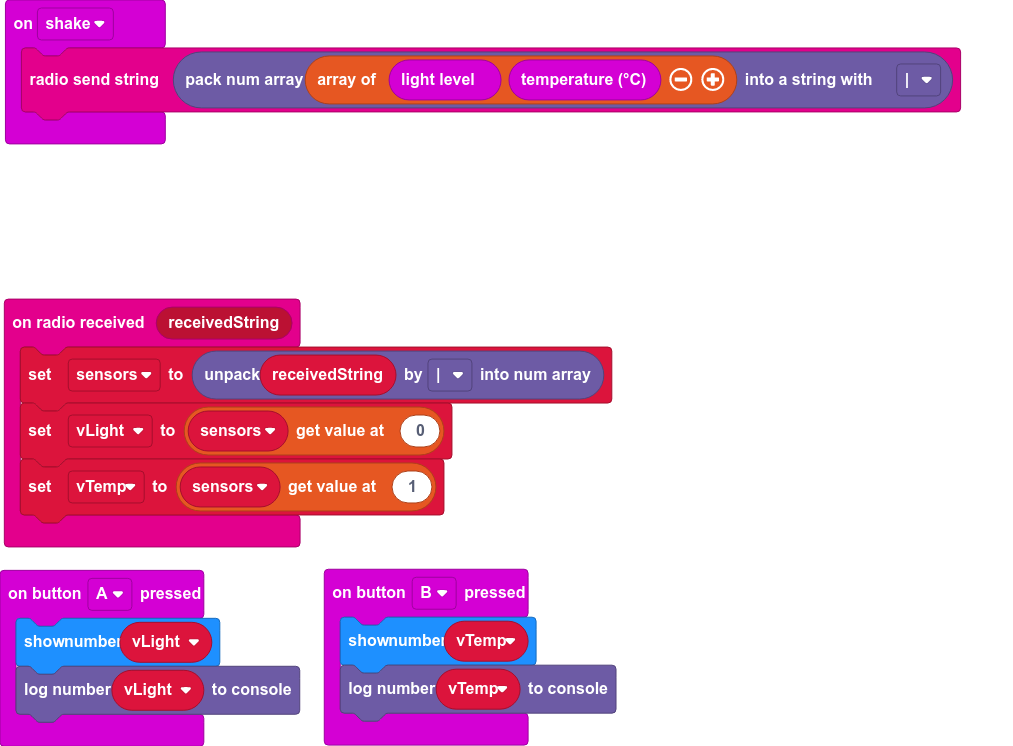 on shake
radio send string pack num array array of light level temperature (°C) into a string with |
on radio received receivedString
set sensors to unpack receivedString by | into num array
set vLight to sensors get value at 0
set vTemp to sensors get value at 1
on button A pressed
shownumber vLight
log number vLight to console
on button B pressed
shownumber vTemp
log number vTemp to console